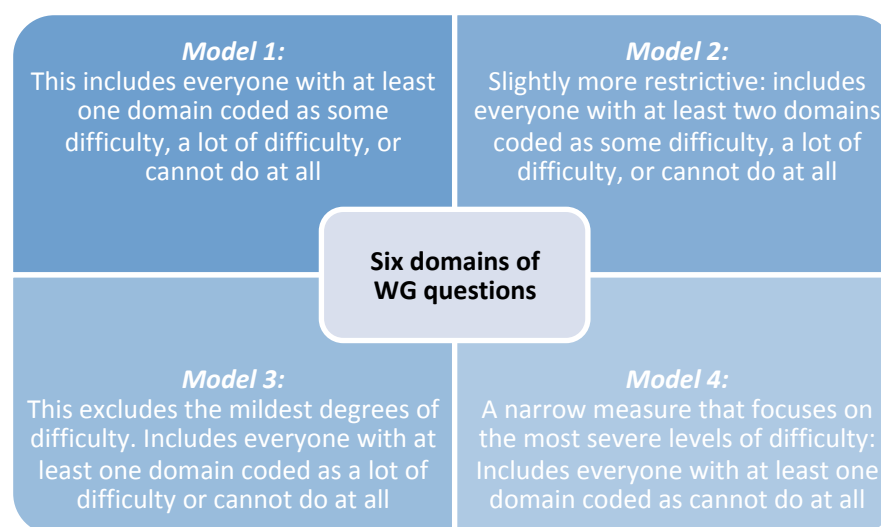 Model 1:
This includes everyone with at least
one domain coded as some
difficulty, a lot of difficulty, or
cannot do at all
Model 2:
Slightly more restrictive: includes
everyone with at least two domains
coded as some difficulty, a lot of
difficulty, or cannot do at all
Six domains of
WG questions
Model 3:
This excludes the mildest degrees of
difficulty. Includes everyone with at
least one domain coded as a lot of
difficulty or cannot do at all
Model 4:
A narrow measure that focuses on
the most severe levels of difficulty:
Includes everyone with at least one
domain coded as cannot do at all